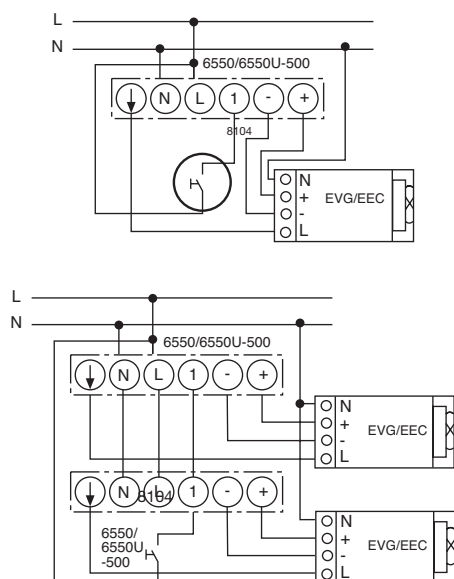 L
N
6550/6550U-500
N L 1 - +
8104
N
+
-
L
EVG/EEC
L
N
6550/6550U-500
N L 1 - +
N
+
-
L
EVG/EEC
N L 1 - +
8104
6550/
6550U
-500
N
+
-
L
EVG/EEC